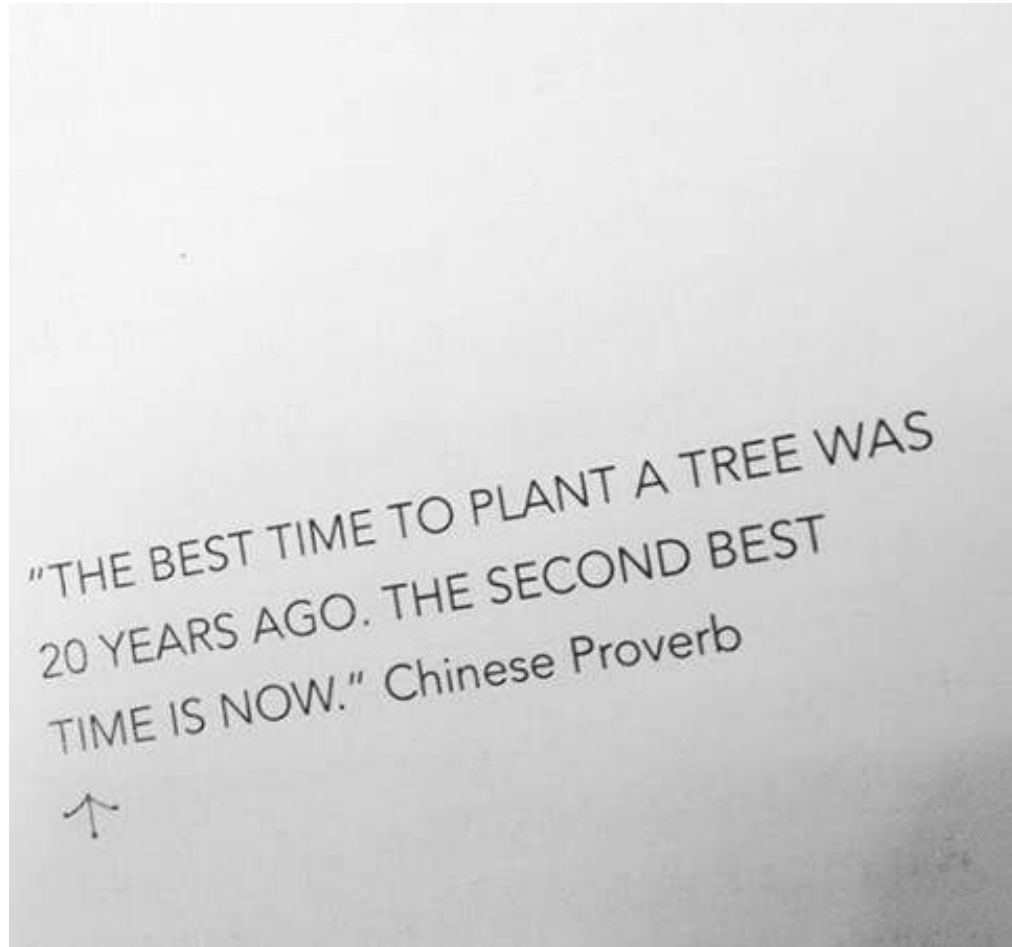 "THE BEST TIME TO PLANT A TREE WAS
20 YEARS AGO. THE SECOND BEST
TIME IS NOW." Chinese Proverb